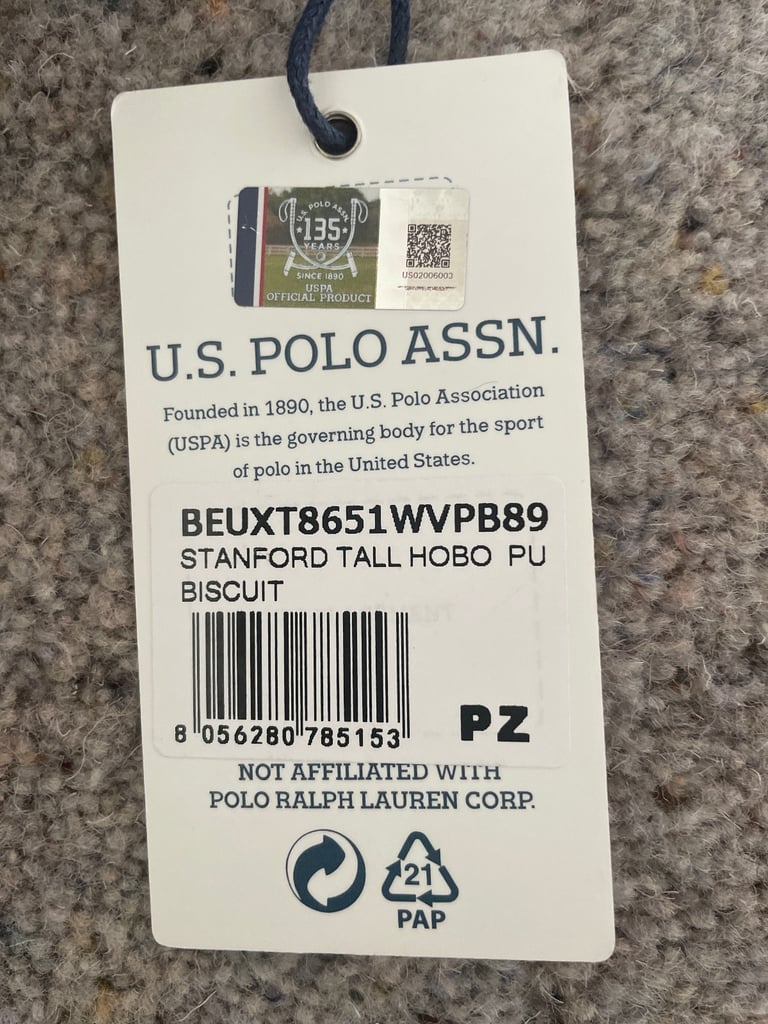 U.S. POLO ASSN.
★ 135 ★
YEARS
SINCE 1890
USPA
OFFICIAL PRODUCT
US02006003
U.S. POLO ASSN.
Founded in 1890, the U.S. Polo Association
(USPA) is the governing body for the sport
of polo in the United States.
BEUXT8651WVPB89
STANFORD TALL HOBO PU
BISCUIT
8 056280 785153
PZ
NOT AFFILIATED WITH
POLO RALPH LAUREN CORP.
21
PAP